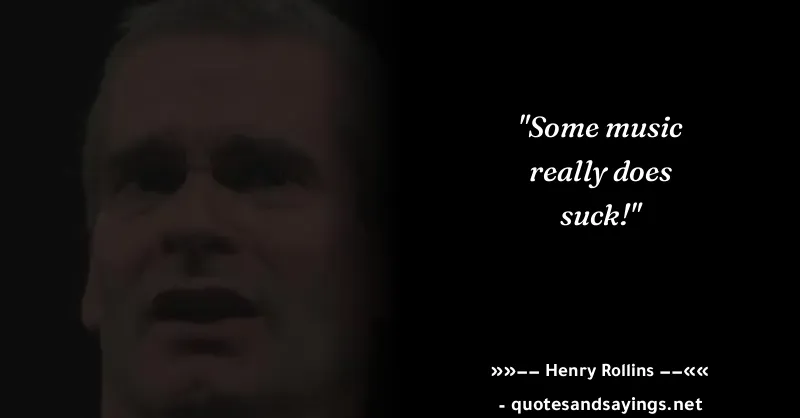 "Some music
really does
suck!"
»»−− Henry Rollins −−««
- quotesandsayings.net